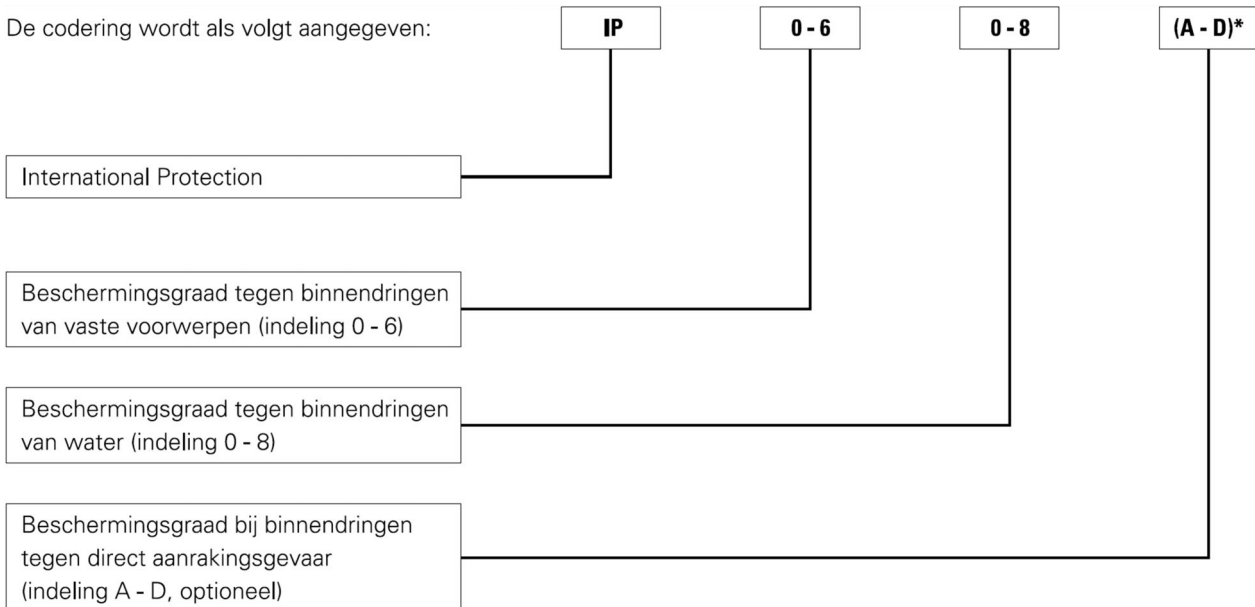 De codering wordt als volgt aangegeven:
IP
0 - 6
0 - 8
(A - D)*
International Protection
Beschermingsgraad tegen binnendringen
van vaste voorwerpen (indeling 0 - 6)
Beschermingsgraad tegen binnendringen
van water (indeling 0 - 8)
Beschermingsgraad bij binnendringen
tegen direct aanrakingsgevaar
(indeling A - D, optioneel)